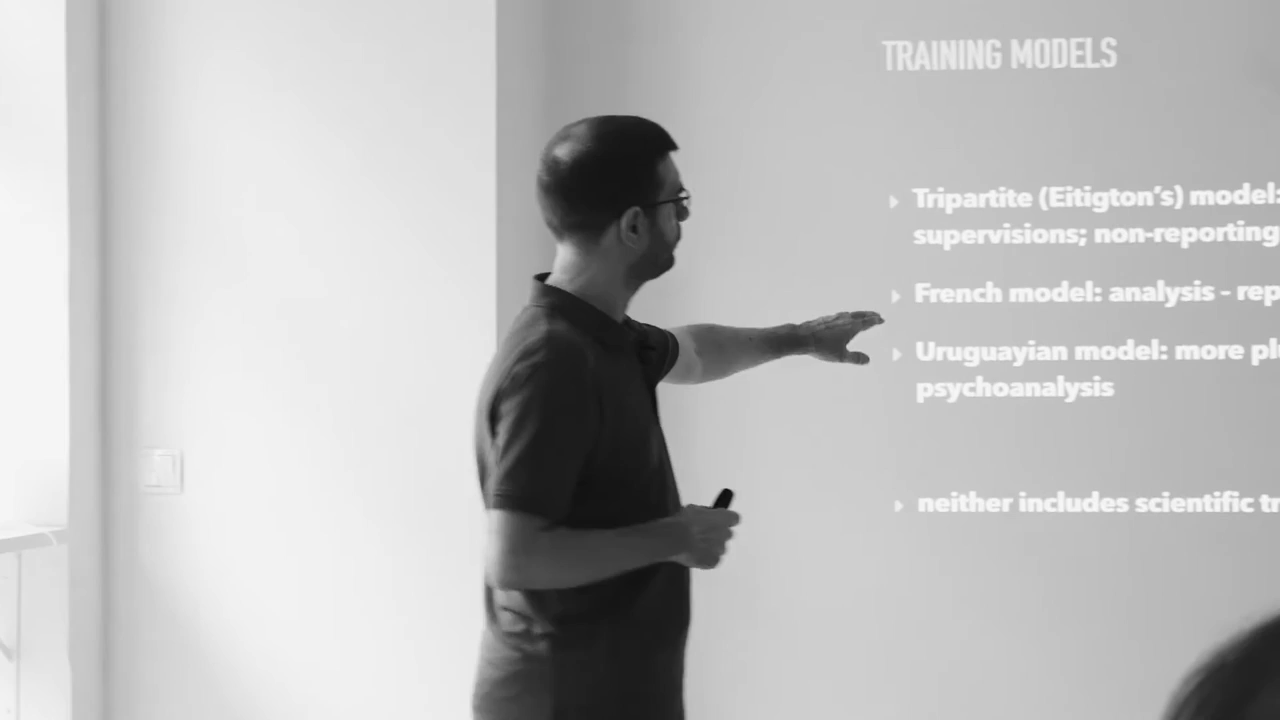 TRAINING MODELS
Tripartite (Eitigton's) model:
supervisions; non-reporting
French model: analysis - rep
Uruguayian model: more pl
psychoanalysis
neither includes scientific tr